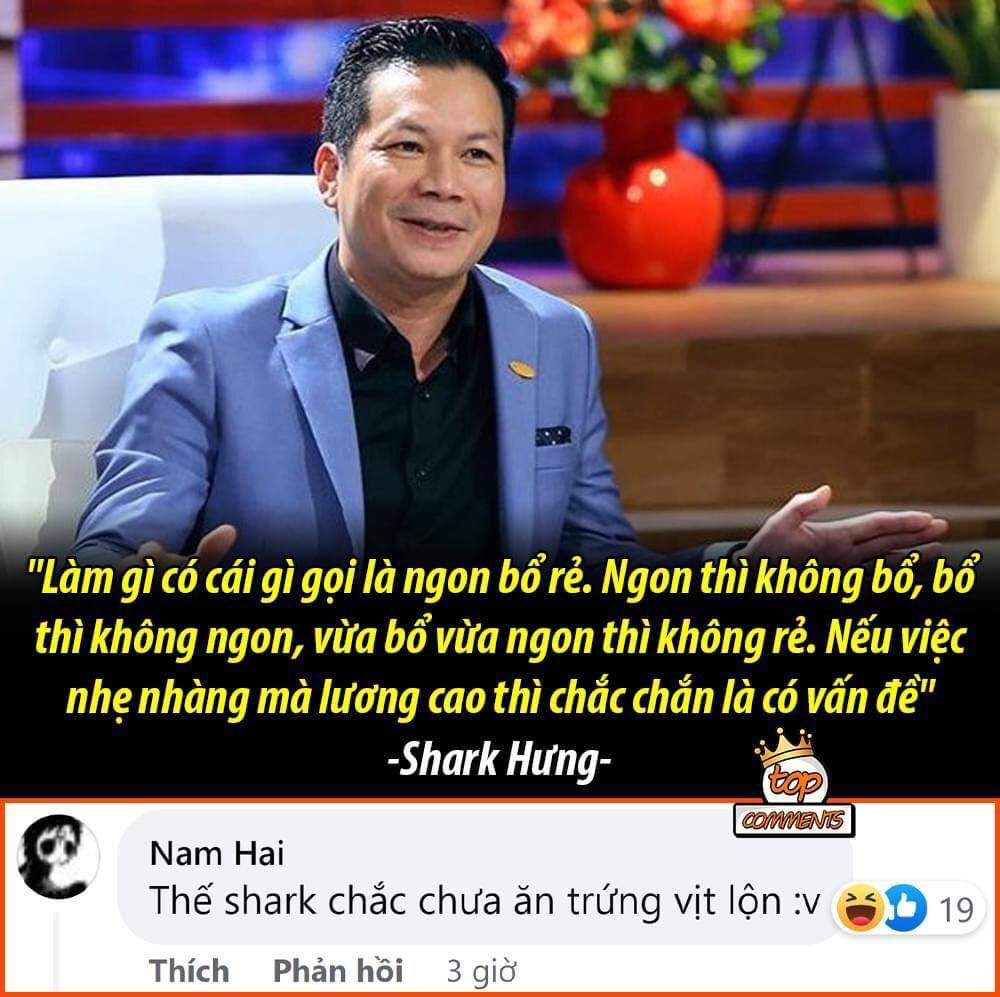 "Làm gì có cái gì gọi là ngon bổ rẻ. Ngon thì không bổ, bổ
thì không ngon, vừa bổ vừa ngon thì không rẻ. Nếu việc
nhẹ nhàng mà lương cao thì chắc chắn là có vấn đề"
-Shark Hưng-
top
COMMENTS
Nam Hai
Thế shark chắc chưa ăn trứng vịt lộn :v
19
Thích Phản hồi 3 giờ